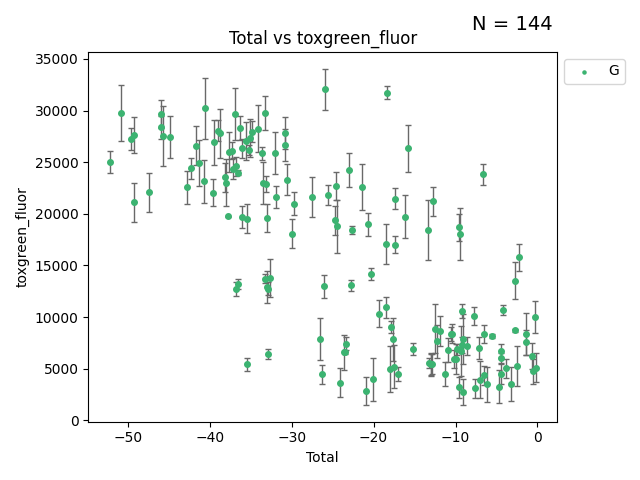 N = 144
Total vs toxgreen_fluor
G
35000
30000
25000
20000
15000
10000
5000
0
toxgreen_fluor
−50 −40 −30 −20 −10 0
Total